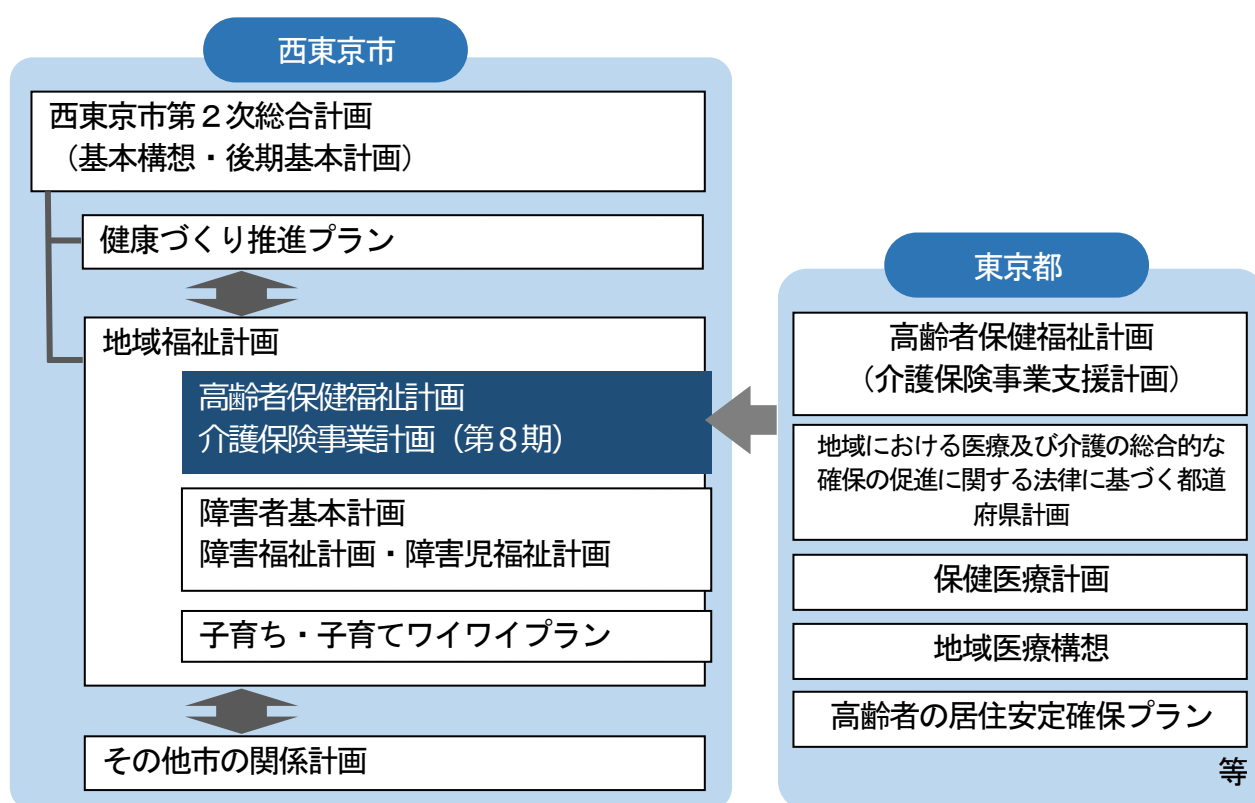 西東京市
西東京市第２次総合計画
（基本構想・後期基本計画）
健康づくり推進プラン
地域福祉計画
高齢者保健福祉計画
介護保険事業計画（第８期）
障害者基本計画
障害福祉計画・障害児福祉計画
子育ち・子育てワイワイプラン
その他市の関係計画
東京都
高齢者保健福祉計画
（介護保険事業支援計画）
地域における医療及び介護の総合的な
確保の促進に関する法律に基づく都道
府県計画
保健医療計画
地域医療構想
高齢者の居住安定確保プラン
等